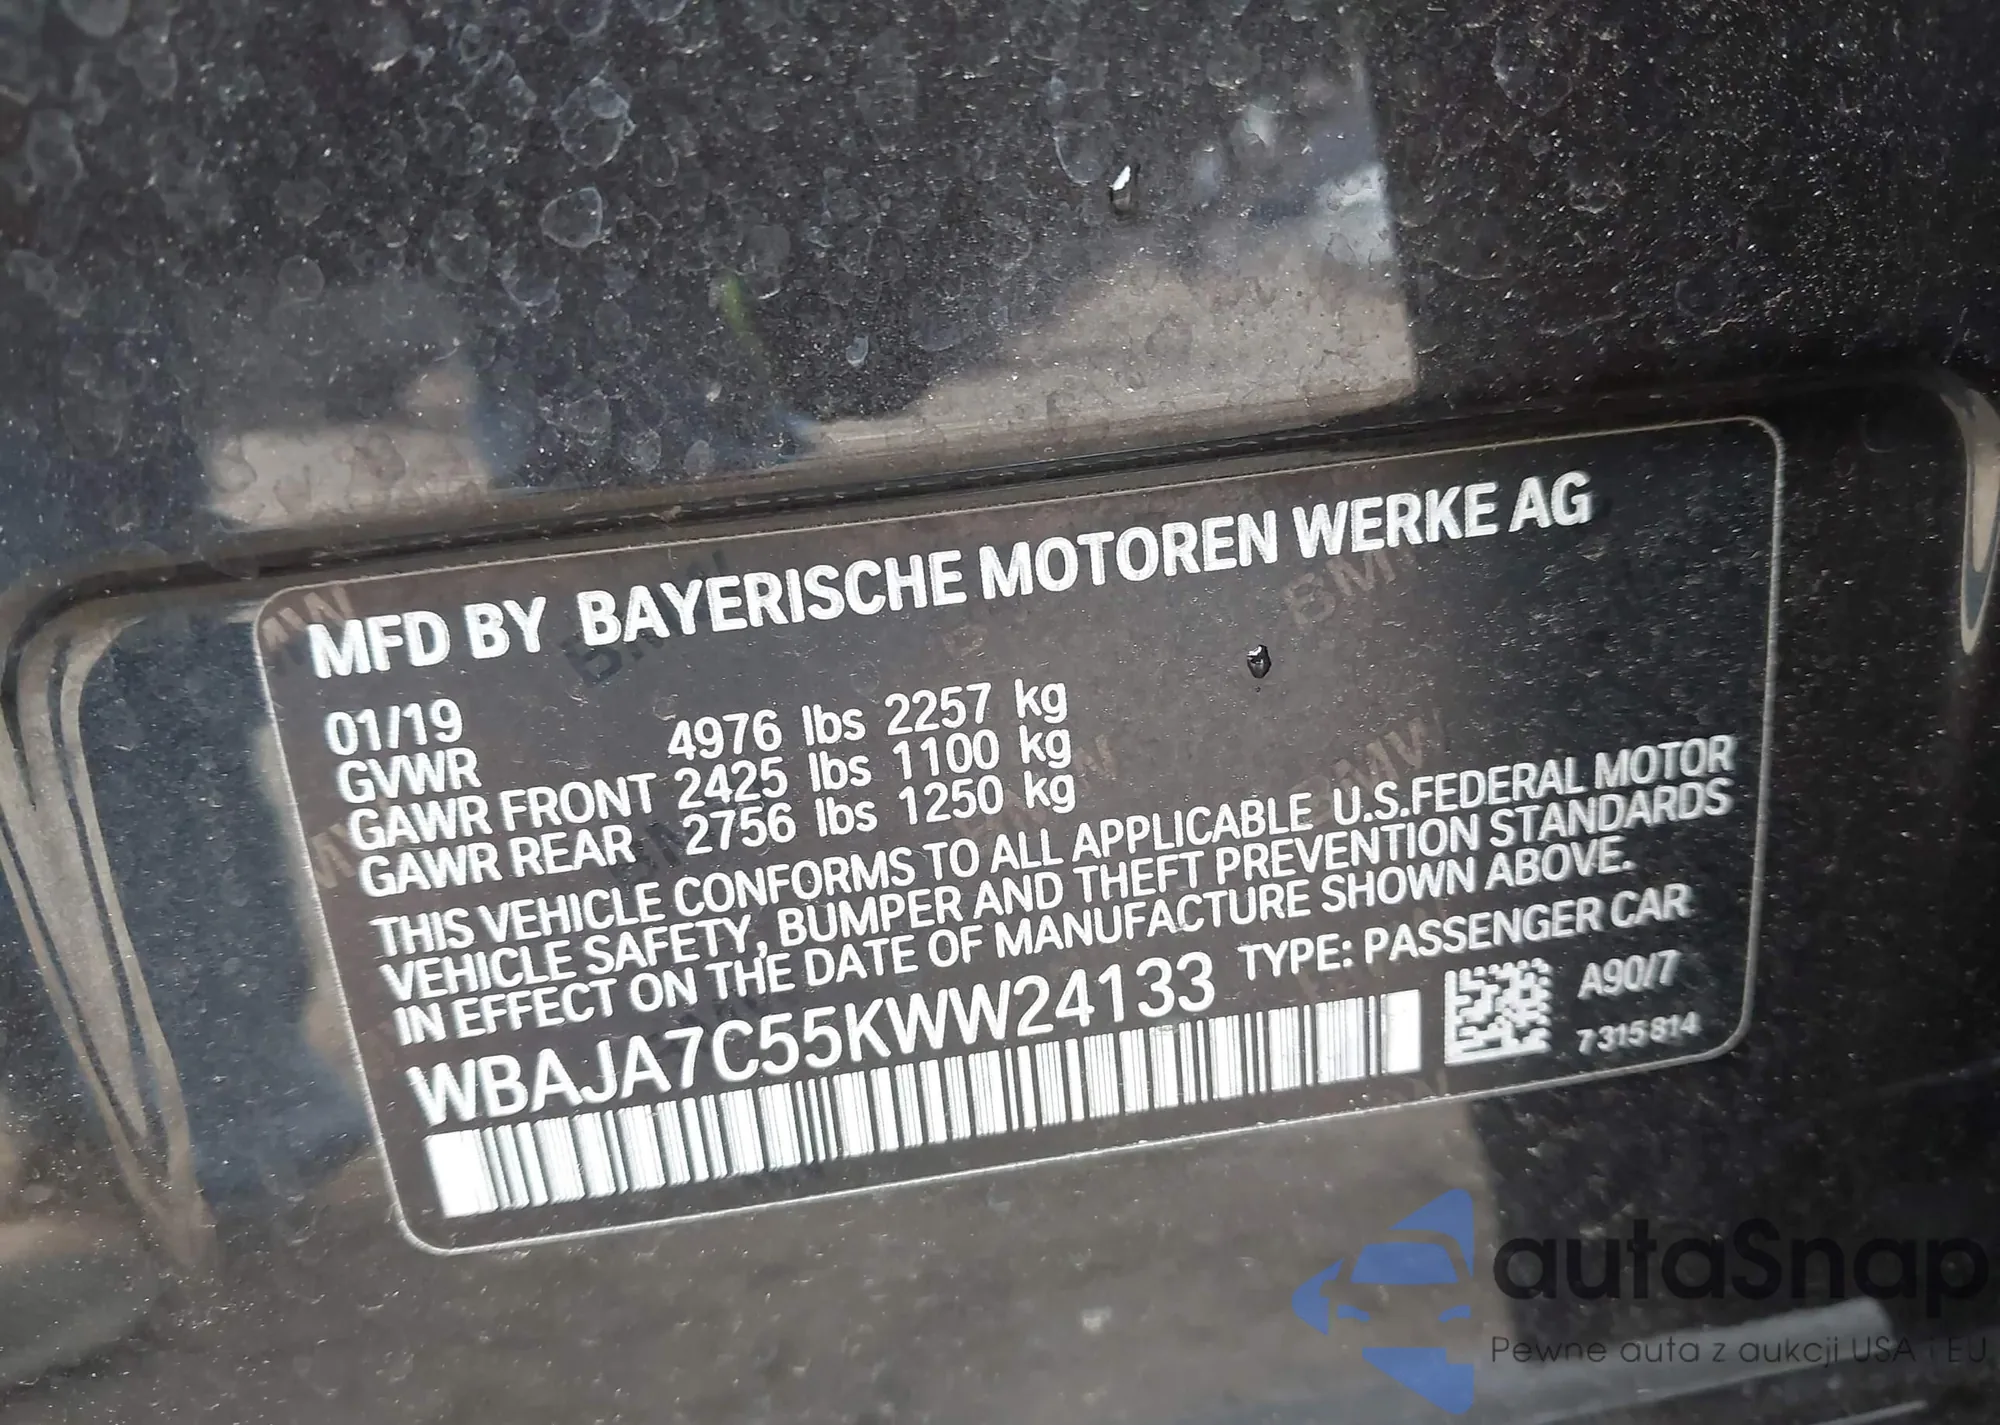 MFD BY BAYERISCHE MOTOREN WERKE AG
01/19
GVWR 4976 lbs 2257 kg
GAWR FRONT 2425 lbs 1100 kg
GAWR REAR 2756 lbs 1250 kg
THIS VEHICLE CONFORMS TO ALL APPLICABLE U.S.FEDERAL MOTOR
VEHICLE SAFETY, BUMPER AND THEFT PREVENTION STANDARDS
IN EFFECT ON THE DATE OF MANUFACTURE SHOWN ABOVE.
WBAJA7C55KWW24133 TYPE: PASSENGER CAR
A90/7
7 315 814
autaSnap
Pewne auta z aukcji USA i EU